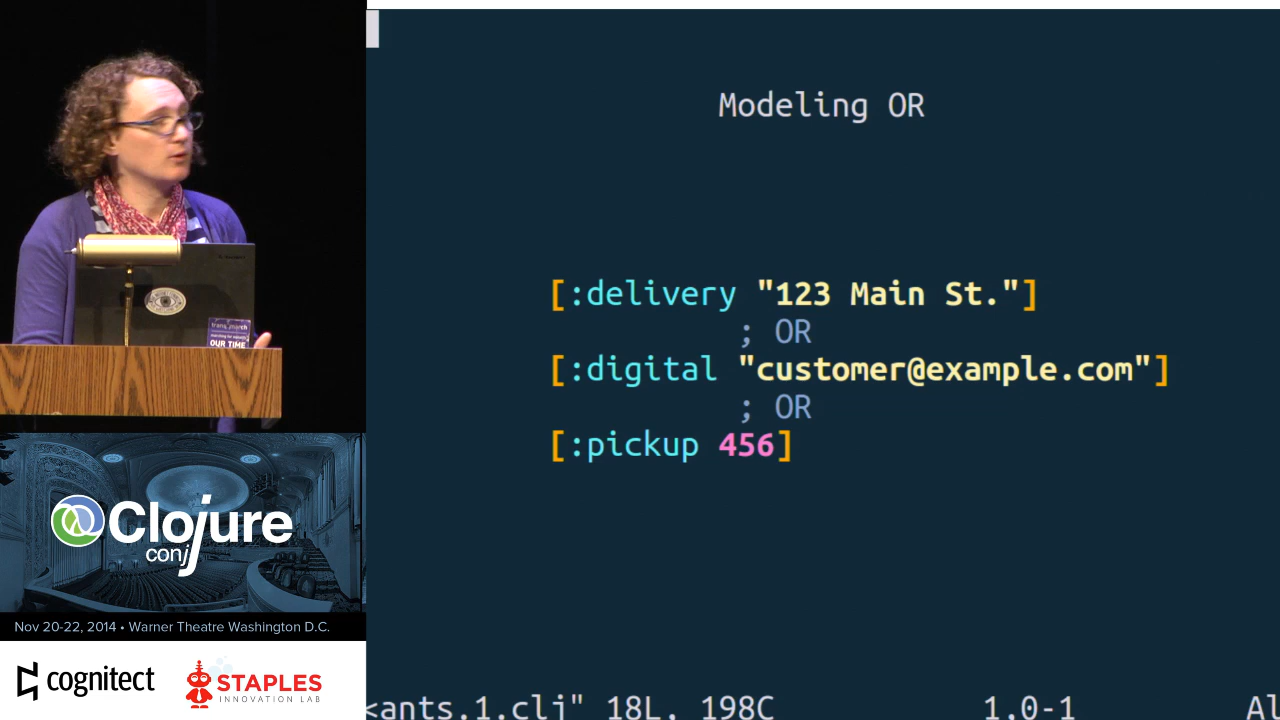 Modeling OR
[:delivery "123 Main St."]
; OR
[:digital "customer@example.com"]
; OR
[:pickup 456]
<ants.1.clj" 18L, 198C 1,0-1 Al
OUR TIME
Clojure
conj
Nov 20-22, 2014 • Warner Theatre Washington D.C.
cognitect
STAPLES
INNOVATION LAB